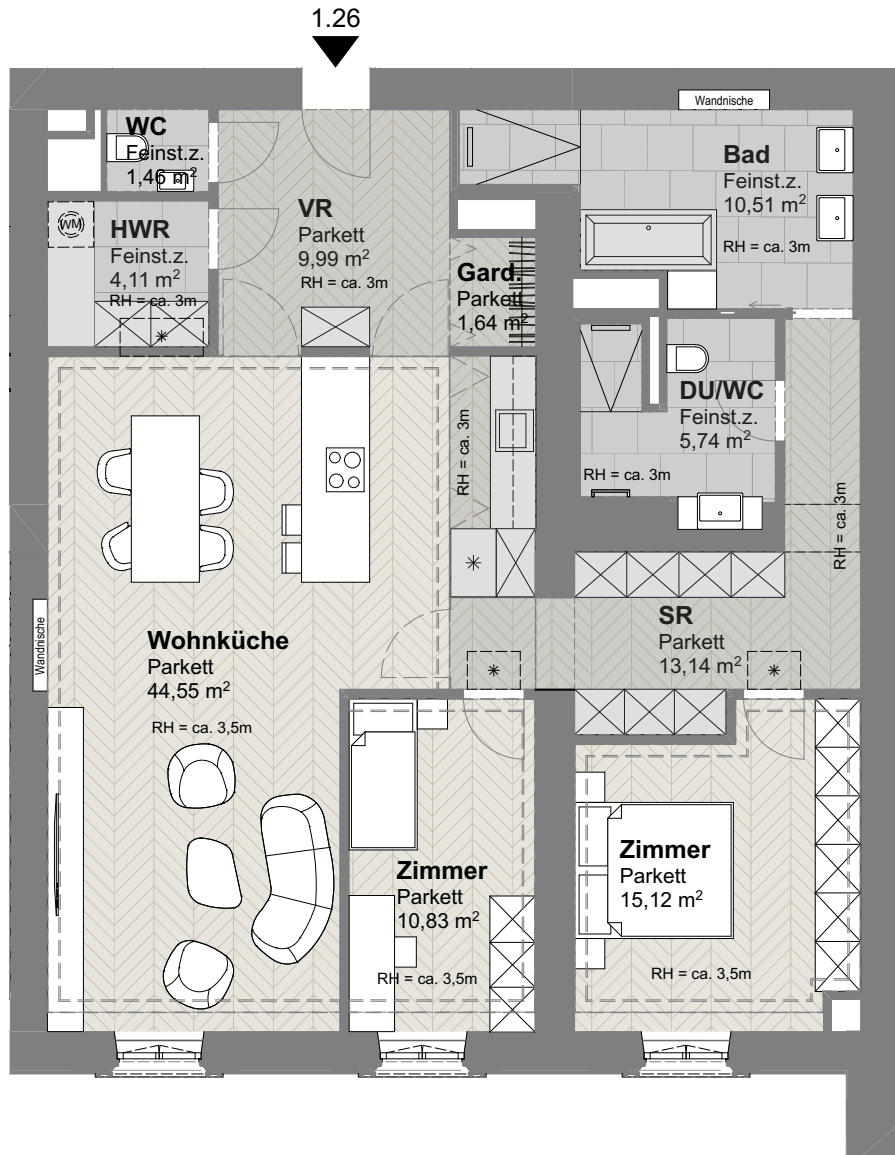 1.26
Wandnische
WC
Feinst.z.
1,46 m²
Bad
Feinst.z.
10,51 m²
RH = ca. 3m
VR
Parkett
9,99 m²
RH = ca. 3m
WM
HWR
Feinst.z.
4,11 m²
RH = ca. 3m
Gard.
Parkett
1,64 m²
DU/WC
Feinst.z.
5,74 m²
RH = ca. 3m
RH = ca. 3m
RH = ca. 3m
Wandnische
Wohnküche
Parkett
44,55 m²
RH = ca. 3,5m
SR
Parkett
13,14 m²
Zimmer
Parkett
10,83 m²
RH = ca. 3,5m
Zimmer
Parkett
15,12 m²
RH = ca. 3,5m